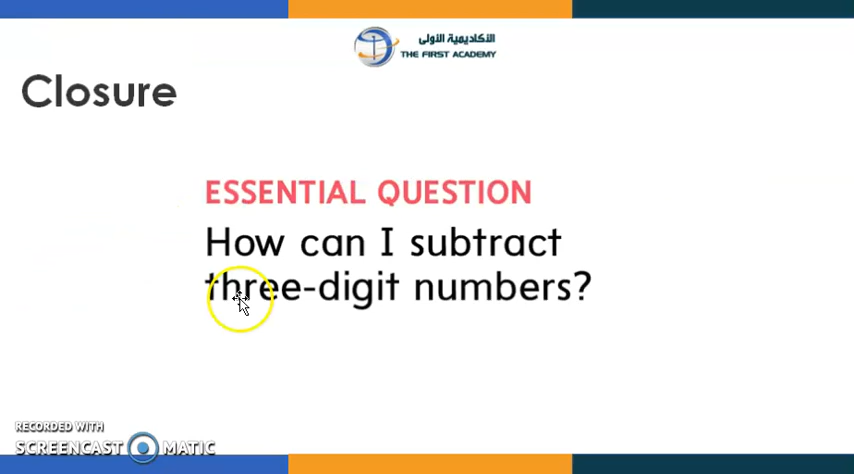 الأكاديمية الأولى
THE FIRST ACADEMY
Closure
ESSENTIAL QUESTION
How can I subtract
three-digit numbers?
RECORDED WITH
SCREENCAST MATIC